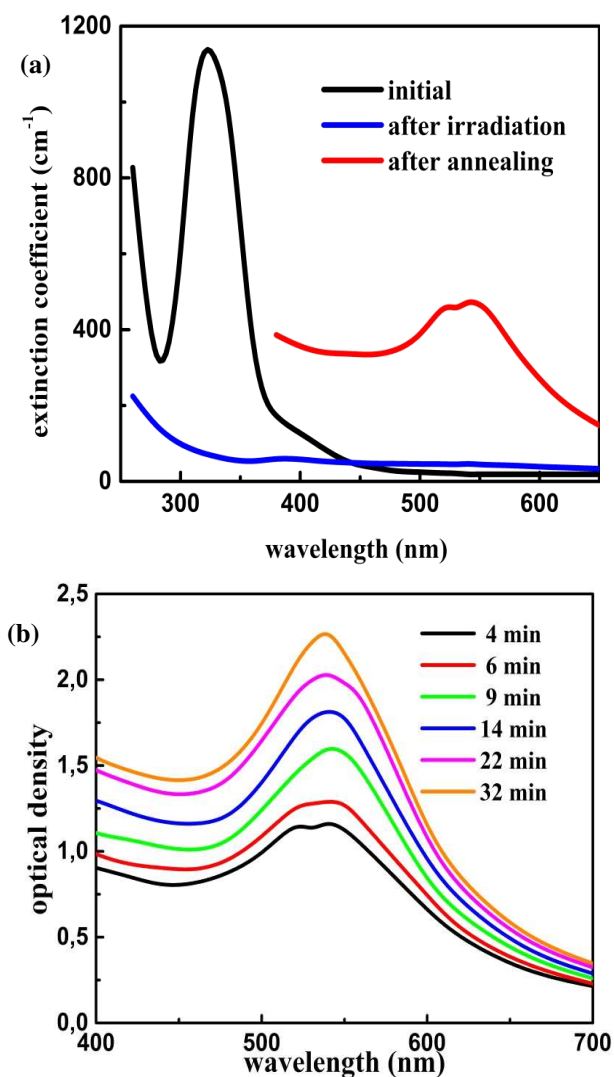 (a)
extinction coefficient (cm-1)
1200
800
400
0
initial
after irradiation
after annealing
300 400 500 600
wavelength (nm)
(b)
optical density
2,5
2,0
1,5
1,0
0,5
0,0
4 min
6 min
9 min
14 min
22 min
32 min
400 500 600 700
wavelength (nm)